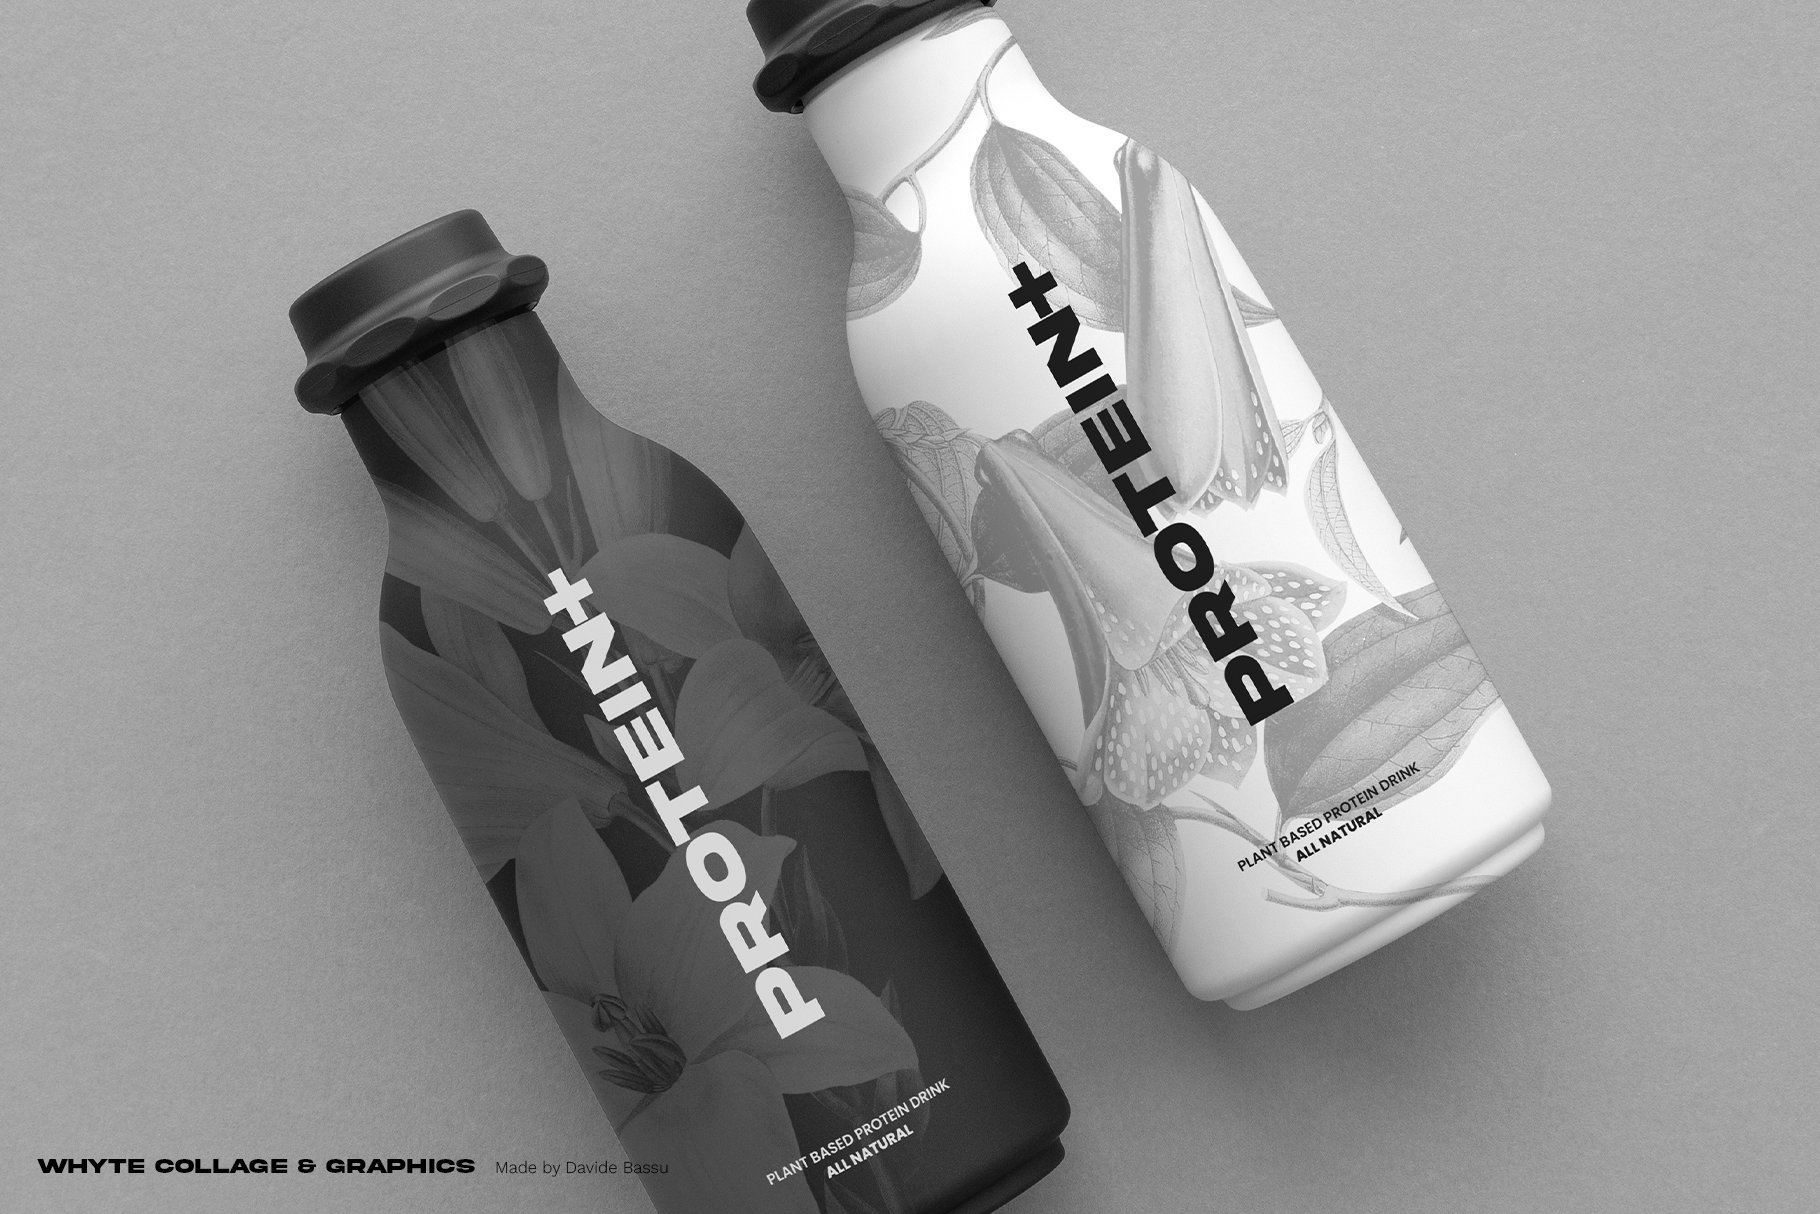 PROTEIN+
PLANT BASED PROTEIN DRINK
ALL NATURAL
PROTEIN+
PLANT BASED PROTEIN DRINK
ALL NATURAL
WHYTE COLLAGE & GRAPHICS Made by Davide Bassu